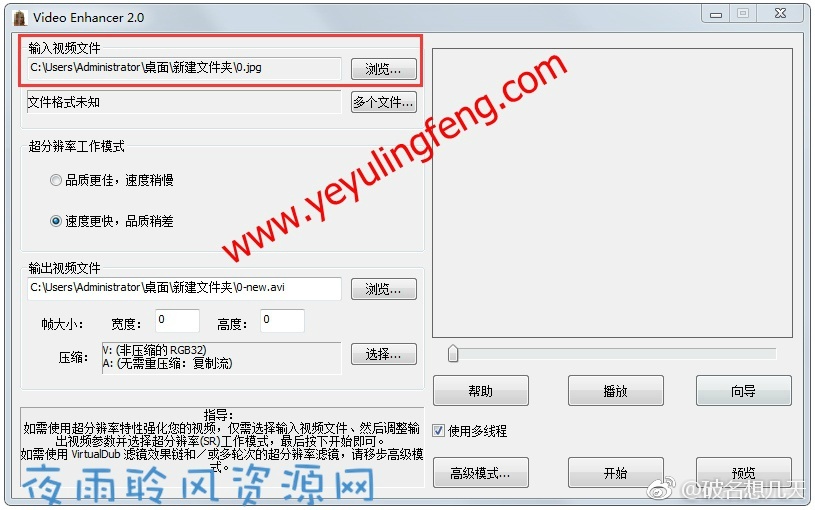 Video Enhancer 2.0
输入视频文件
C:\Users\Administrator\桌面\新建文件夹\0.jpg
浏览...
文件格式未知
多个文件...
超分辨率工作模式
品质更佳，速度稍慢
速度更快，品质稍差
输出视频文件
C:\Users\Administrator\桌面\新建文件夹\0-new.avi
浏览...
帧大小： 宽度： 0 高度： 0
压缩：
V: (非压缩的 RGB32)
A: (无需重压缩：复制流)
选择...
指导：
如需使用超分辨率特性强化您的视频，仅需选择输入视频文件、然后调整输
出视频参数并选择超分辨率(SR)工作模式，最后按下开始即可。
如需使用 VirtualDub 滤镜效果链和／或多轮次的超分辨率滤镜，请移步高级模
式。
帮助
播放
向导
使用多线程
高级模式...
开始
预览
www.yeyulingfeng.com
夜雨聆风资源网
@破名想几天